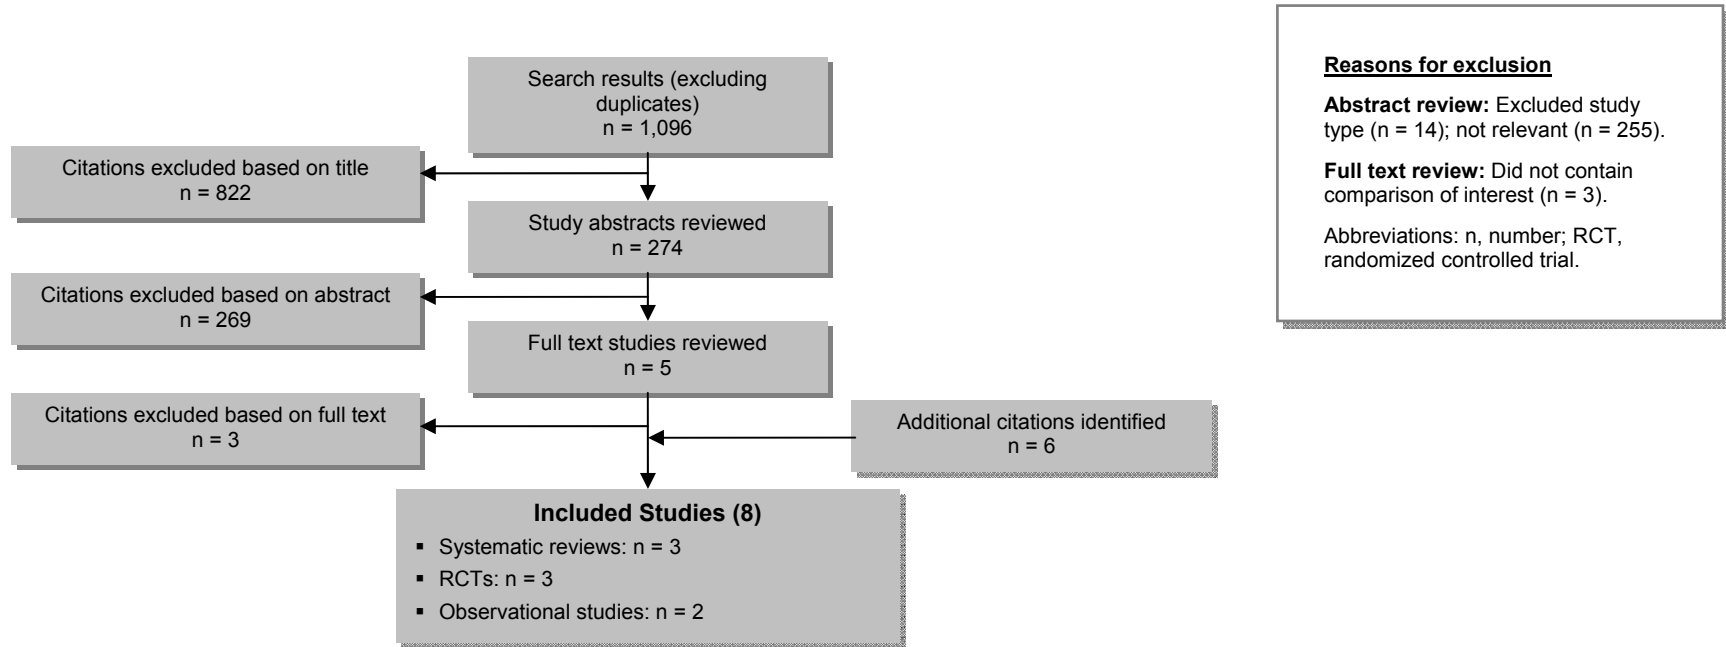 Search results (excluding
duplicates)
n = 1,096
Citations excluded based on title
n = 822
Study abstracts reviewed
n = 274
Citations excluded based on abstract
n = 269
Full text studies reviewed
n = 5
Citations excluded based on full text
n = 3
Additional citations identified
n = 6
Included Studies (8)
▪ Systematic reviews: n = 3
▪ RCTs: n = 3
▪ Observational studies: n = 2
Reasons for exclusion
Abstract review: Excluded study
type (n = 14); not relevant (n = 255).
Full text review: Did not contain
comparison of interest (n = 3).
Abbreviations: n, number; RCT,
randomized controlled trial.